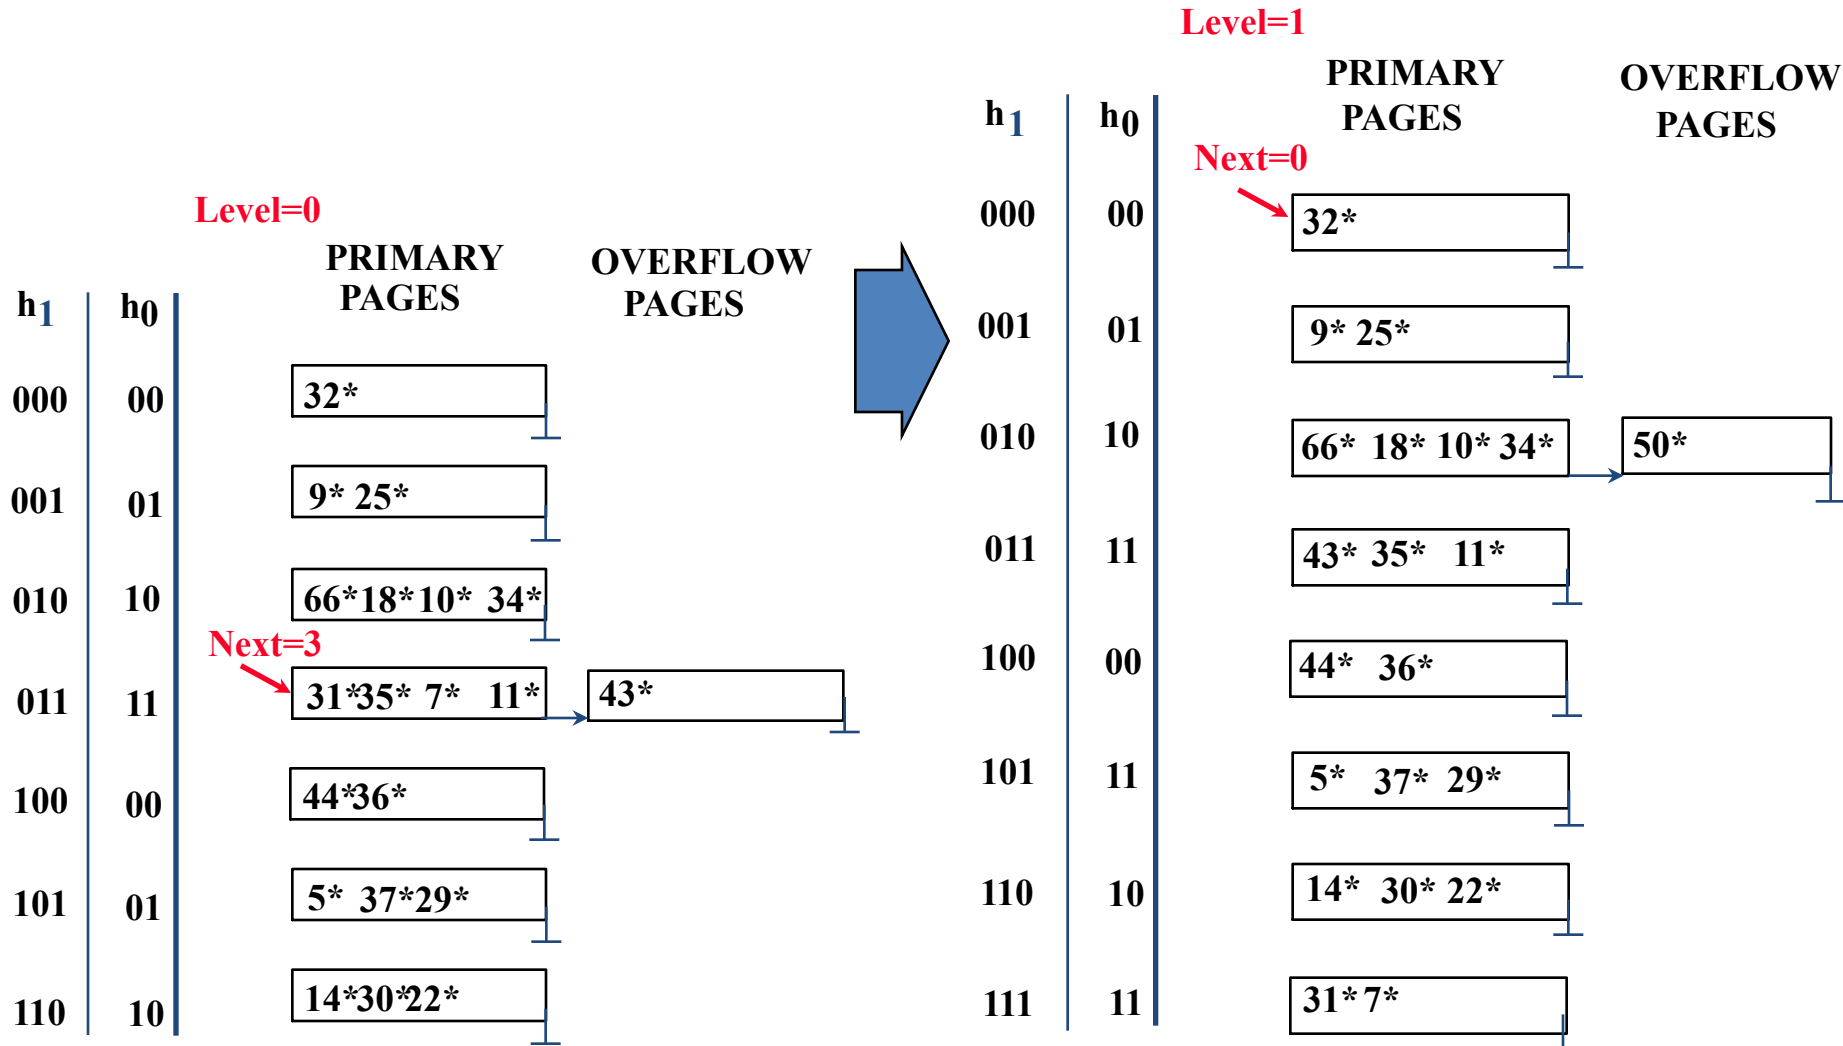 Level=0
PRIMARY PAGES
OVERFLOW PAGES
h1 h0
000 00 32*
001 01 9* 25*
010 10 66* 18* 10* 34*
Next=3
011 11 31* 35* 7* 11* 43*
100 00 44* 36*
101 01 5* 37* 29*
110 10 14* 30* 22*
Level=1
PRIMARY PAGES
OVERFLOW PAGES
h1 h0
Next=0
000 00 32*
001 01 9* 25*
010 10 66* 18* 10* 34* 50*
011 11 43* 35* 11*
100 00 44* 36*
101 11 5* 37* 29*
110 10 14* 30* 22*
111 11 31* 7*